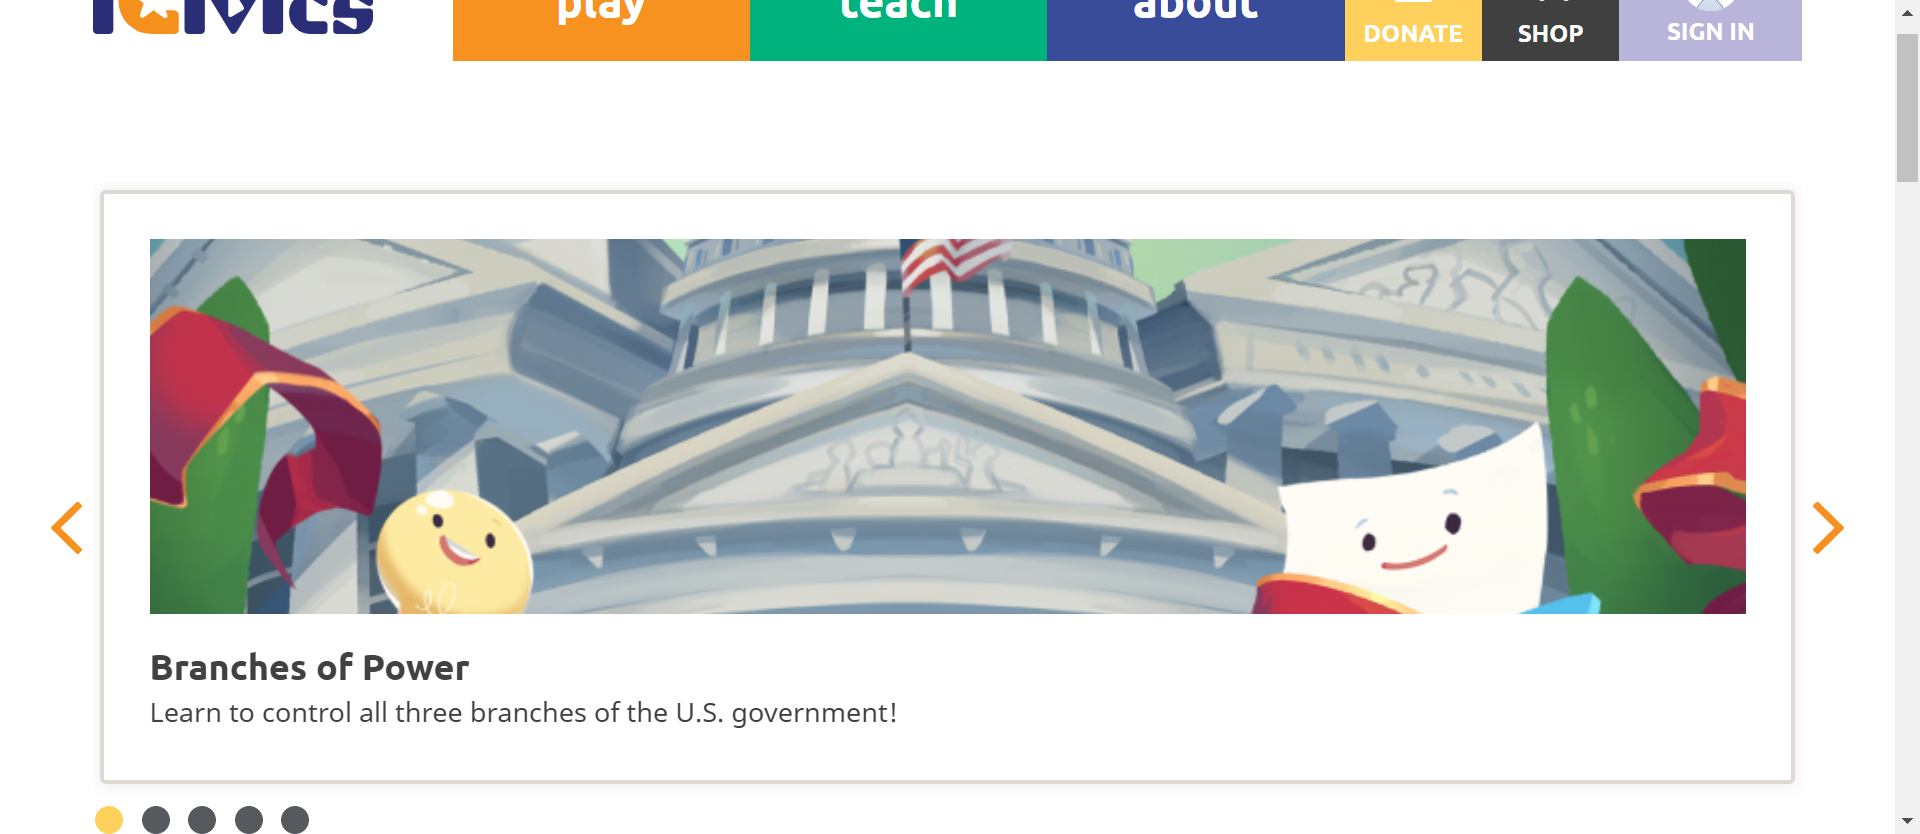 iCivics
play
teach
about
DONATE
SHOP
SIGN IN
Branches of Power
Learn to control all three branches of the U.S. government!